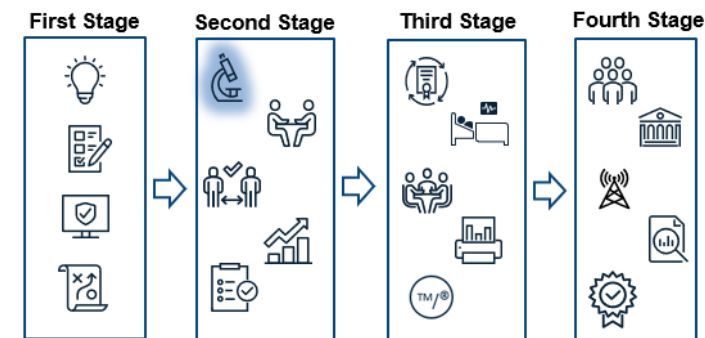 First Stage
Second Stage
Third Stage
Fourth Stage
TM/®